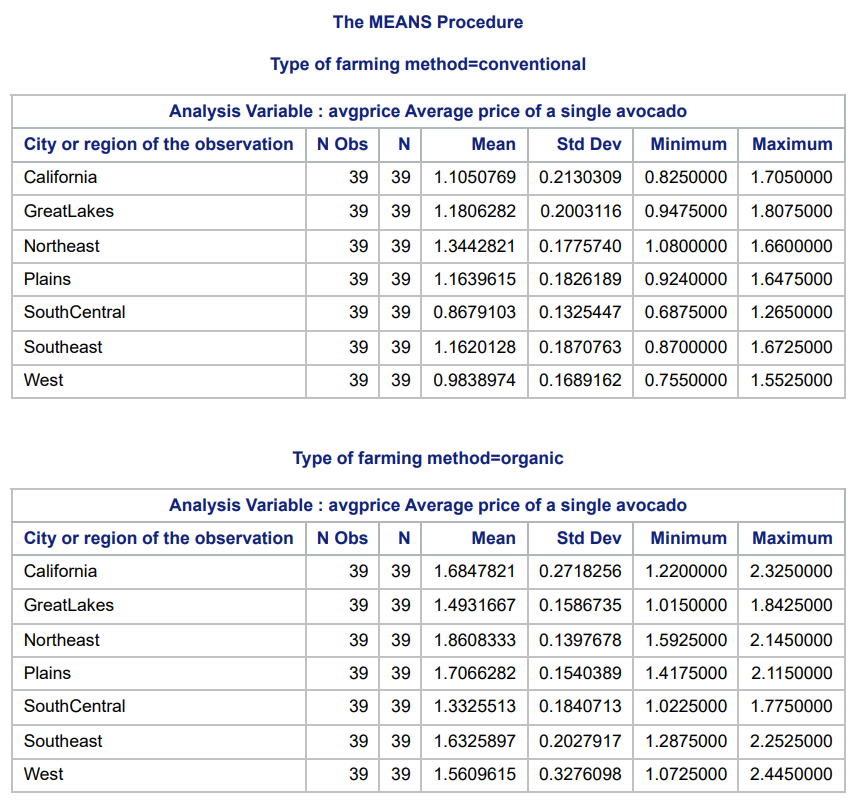 The MEANS Procedure
Type of farming method=conventional
Analysis Variable : avgprice Average price of a single avocado
City or region of the observation N Obs N Mean Std Dev Minimum Maximum
California 39 39 1.1050769 0.2130309 0.8250000 1.7050000
GreatLakes 39 39 1.1806282 0.2003116 0.9475000 1.8075000
Northeast 39 39 1.3442821 0.1775740 1.0800000 1.6600000
Plains 39 39 1.1639615 0.1826189 0.9240000 1.6475000
SouthCentral 39 39 0.8679103 0.1325447 0.6875000 1.2650000
Southeast 39 39 1.1620128 0.1870763 0.8700000 1.6725000
West 39 39 0.9838974 0.1689162 0.7550000 1.5525000
Type of farming method=organic
Analysis Variable : avgprice Average price of a single avocado
City or region of the observation N Obs N Mean Std Dev Minimum Maximum
California 39 39 1.6847821 0.2718256 1.2200000 2.3250000
GreatLakes 39 39 1.4931667 0.1586735 1.0150000 1.8425000
Northeast 39 39 1.8608333 0.1397678 1.5925000 2.1450000
Plains 39 39 1.7066282 0.1540389 1.4175000 2.1150000
SouthCentral 39 39 1.3325513 0.1840713 1.0225000 1.7750000
Southeast 39 39 1.6325897 0.2027917 1.2875000 2.2525000
West 39 39 1.5609615 0.3276098 1.0725000 2.4450000